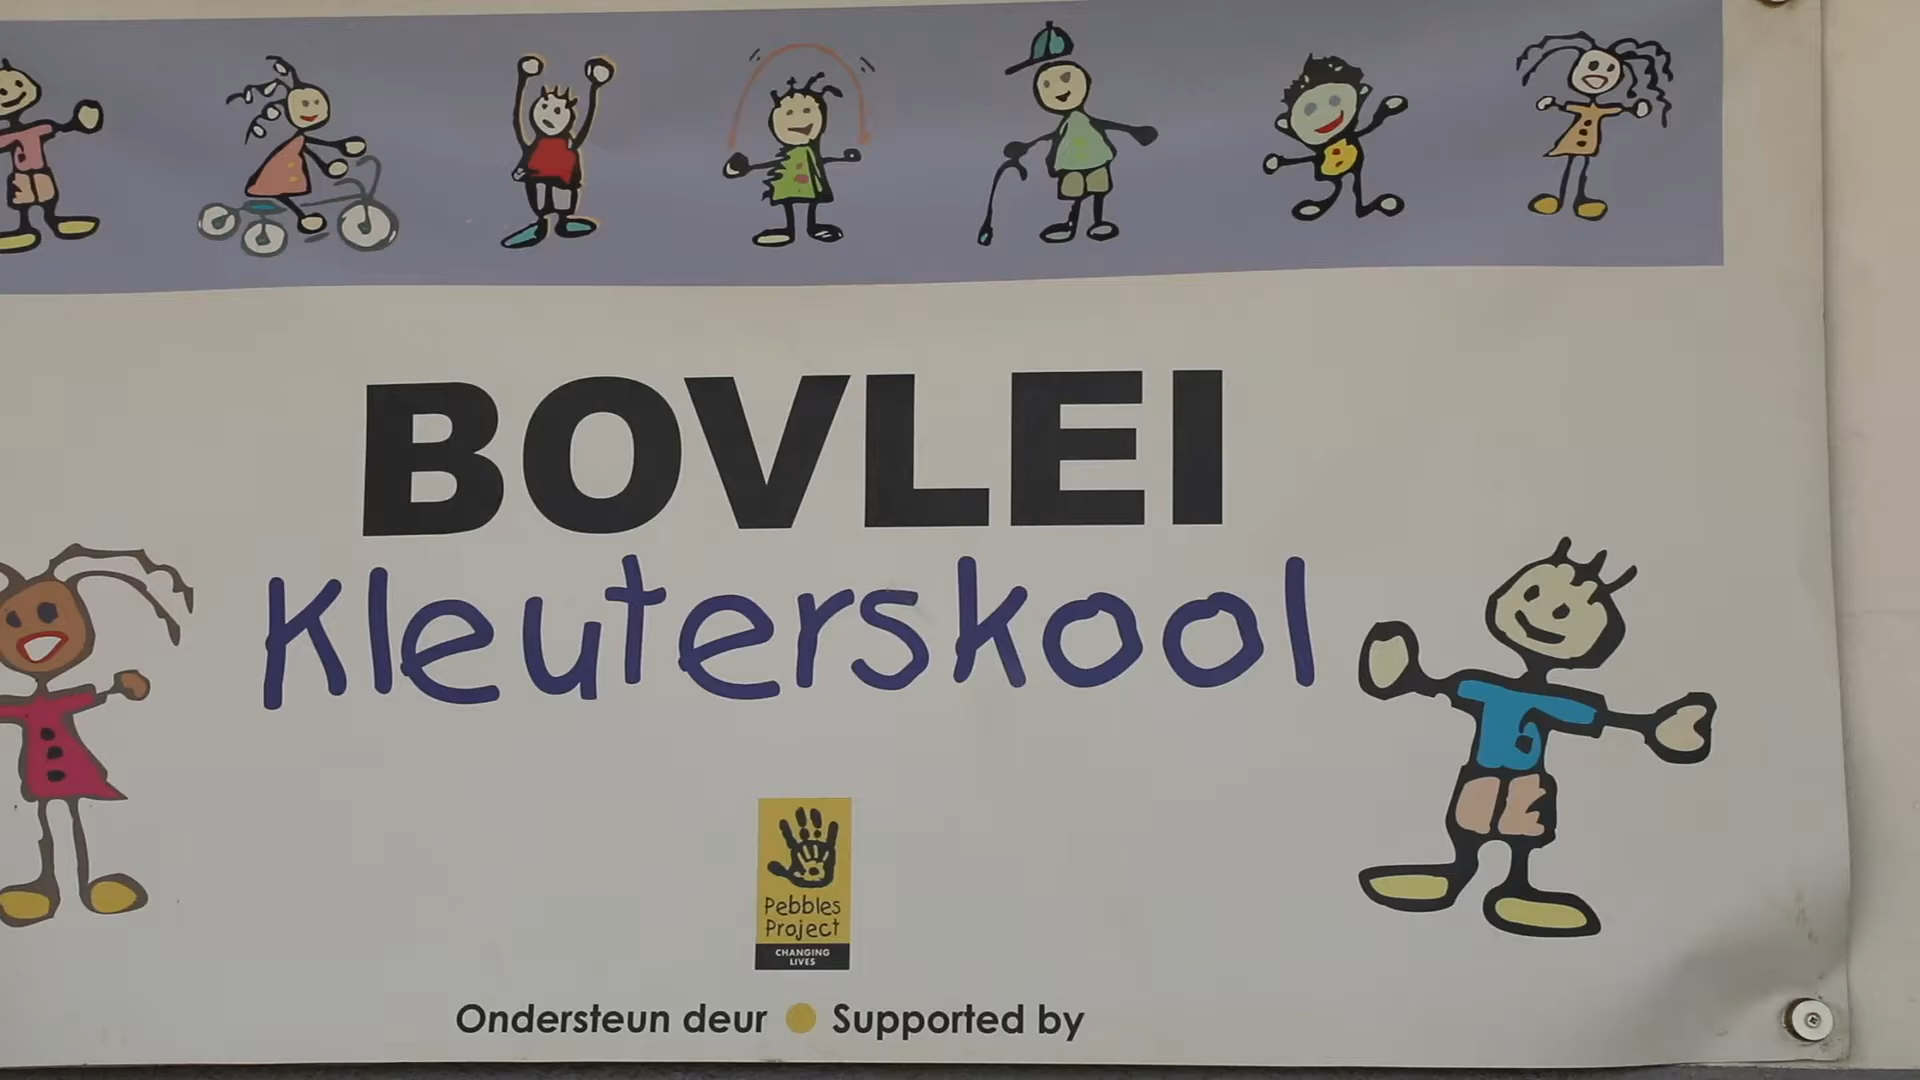 BOVLEI
Kleuterskool
Pebbles
Project
CHANGING
LIVES
Ondersteun deur Supported by